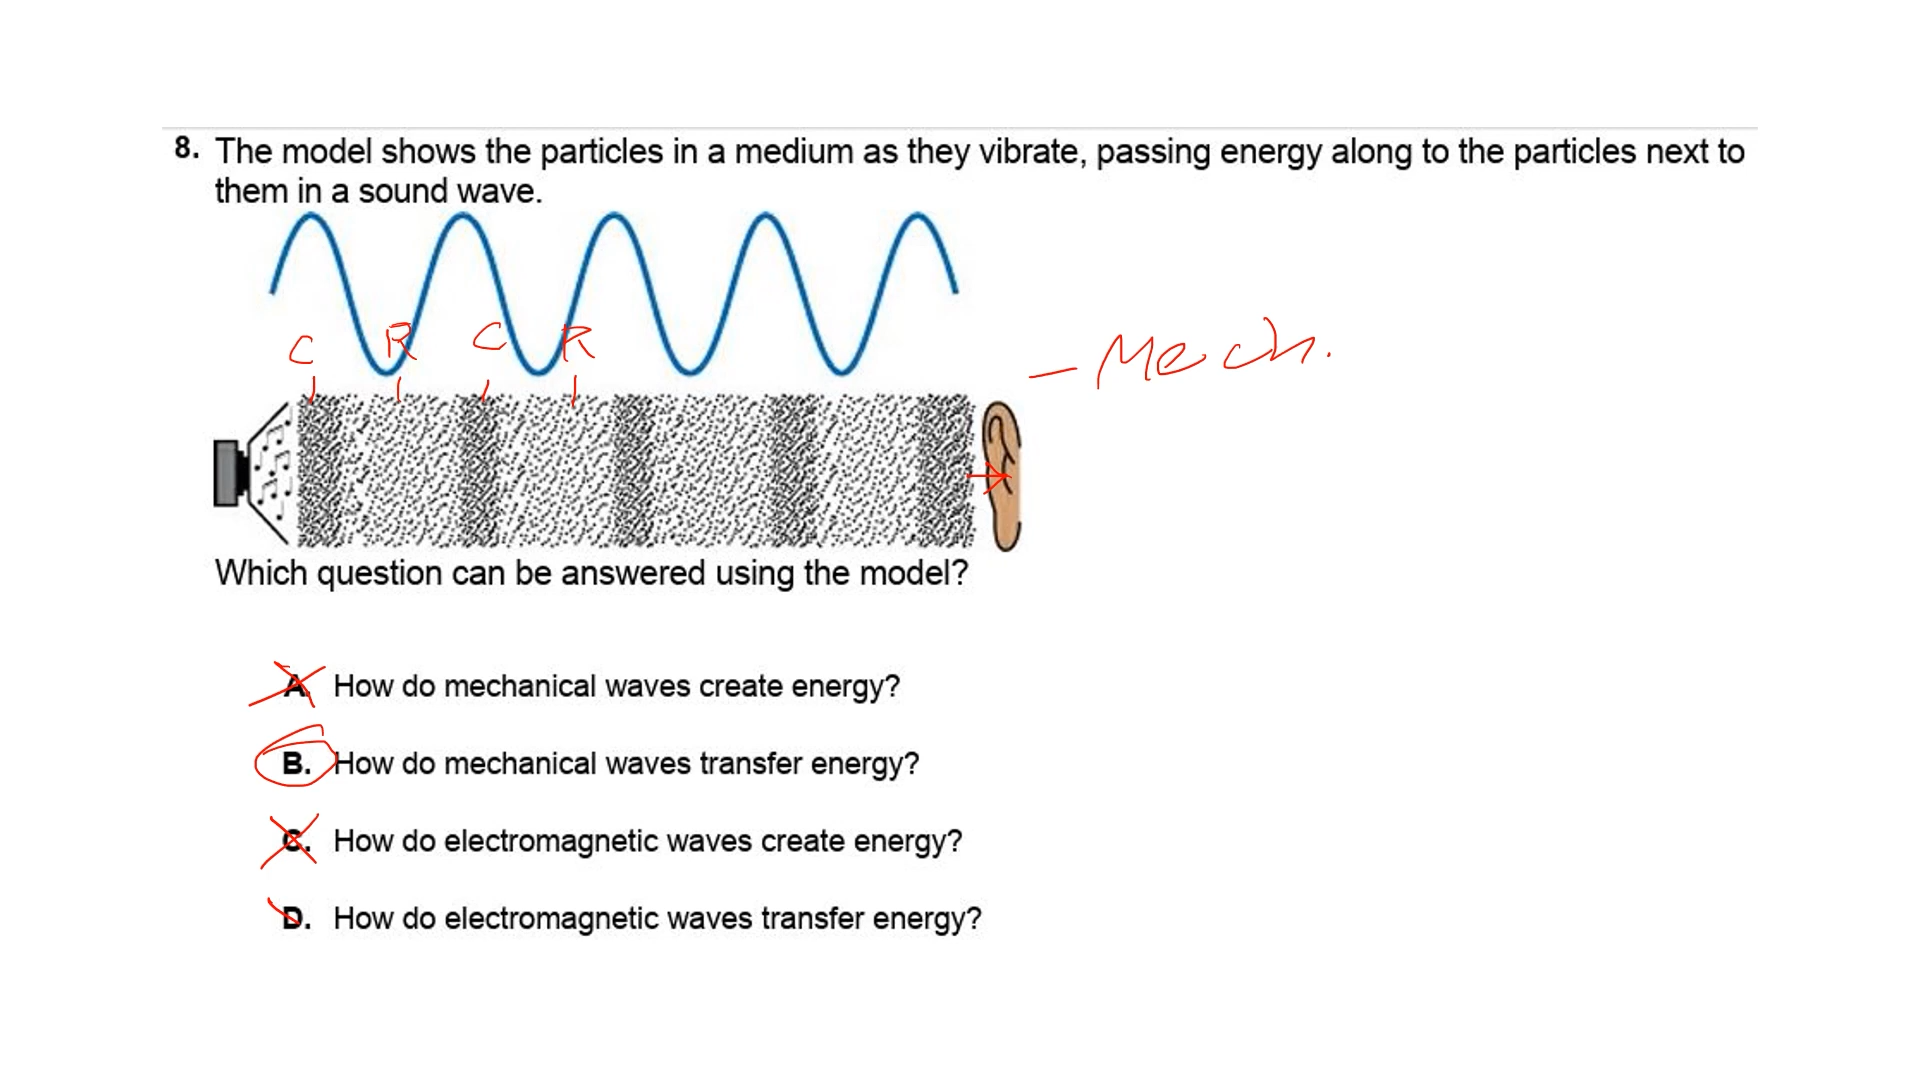 8. The model shows the particles in a medium as they vibrate, passing energy along to the particles next to
them in a sound wave.
C R C R
- Mech.
Which question can be answered using the model?
A. How do mechanical waves create energy?
B. How do mechanical waves transfer energy?
C. How do electromagnetic waves create energy?
D. How do electromagnetic waves transfer energy?